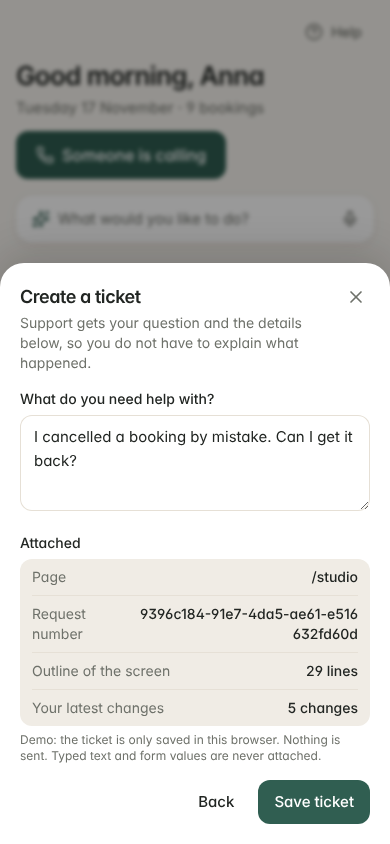 Help
Good morning, Anna
Tuesday 17 November · 9 bookings
Someone is calling
What would you like to do?
Create a ticket
Support gets your question and the details
below, so you do not have to explain what
happened.
What do you need help with?
I cancelled a booking by mistake. Can I get it
back?
Attached
Page /studio
Request number 9396c184-91e7-4da5-ae61-e516
632fd60d
Outline of the screen 29 lines
Your latest changes 5 changes
Demo: the ticket is only saved in this browser. Nothing is
sent. Typed text and form values are never attached.
Back Save ticket